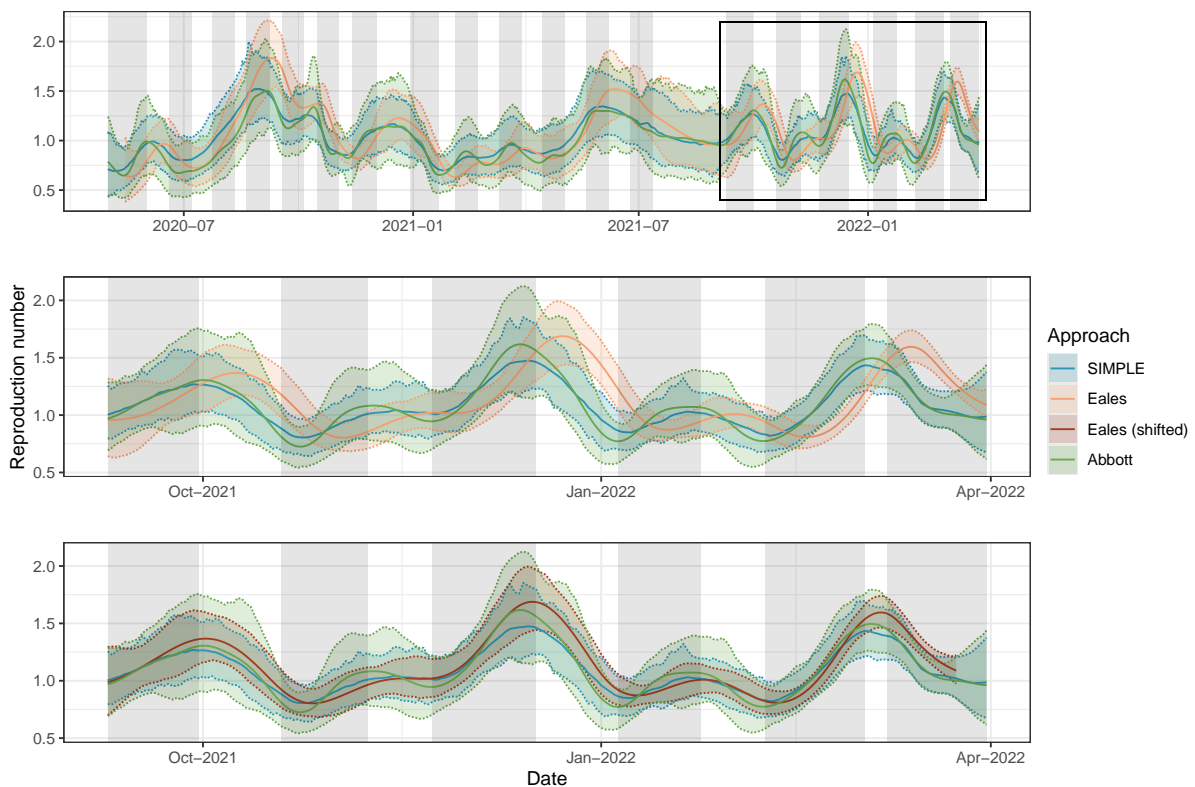 2.0
1.5
1.0
0.5
2020−07
2021−01
2021−07
2022−01
Reproduction number
2.0
1.5
1.0
0.5
Oct−2021
Jan−2022
Apr−2022
Approach
SIMPLE
Eales
Eales (shifted)
Abbott
2.0
1.5
1.0
0.5
Oct−2021
Jan−2022
Apr−2022
Date